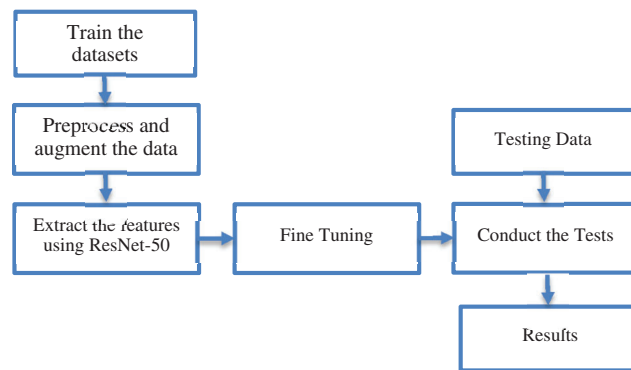 Train the
datasets
Preprocess and
augment the data
Testing Data
Extract the features
using ResNet-50
Fine Tuning
Conduct the Tests
Results